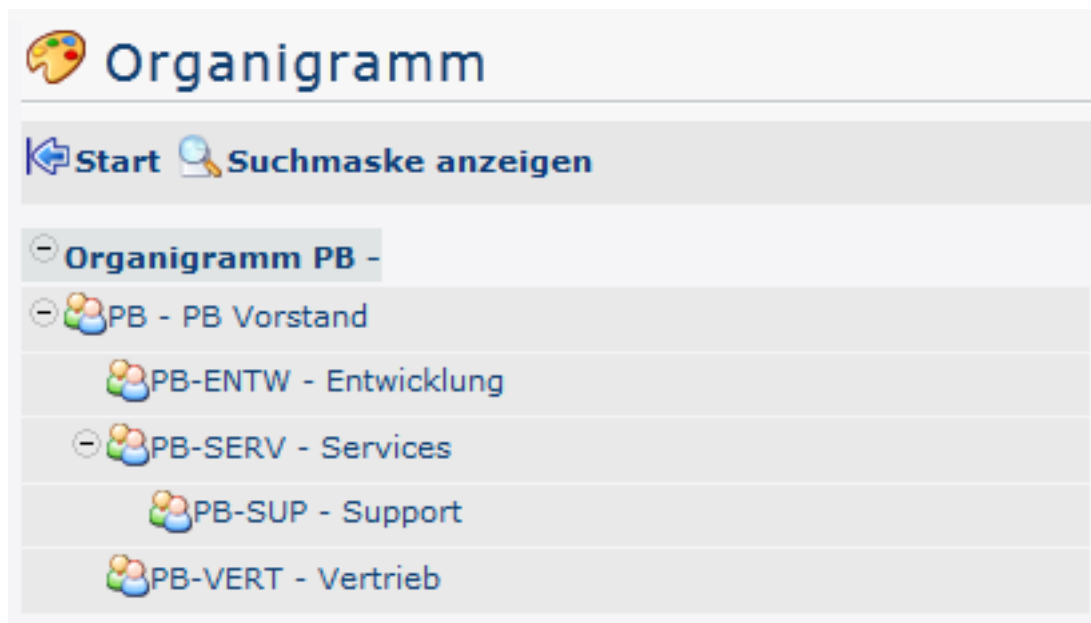 Organigramm
Start Suchmaske anzeigen
Organigramm PB -
PB - PB Vorstand
PB-ENTW - Entwicklung
PB-SERV - Services
PB-SUP - Support
PB-VERT - Vertrieb